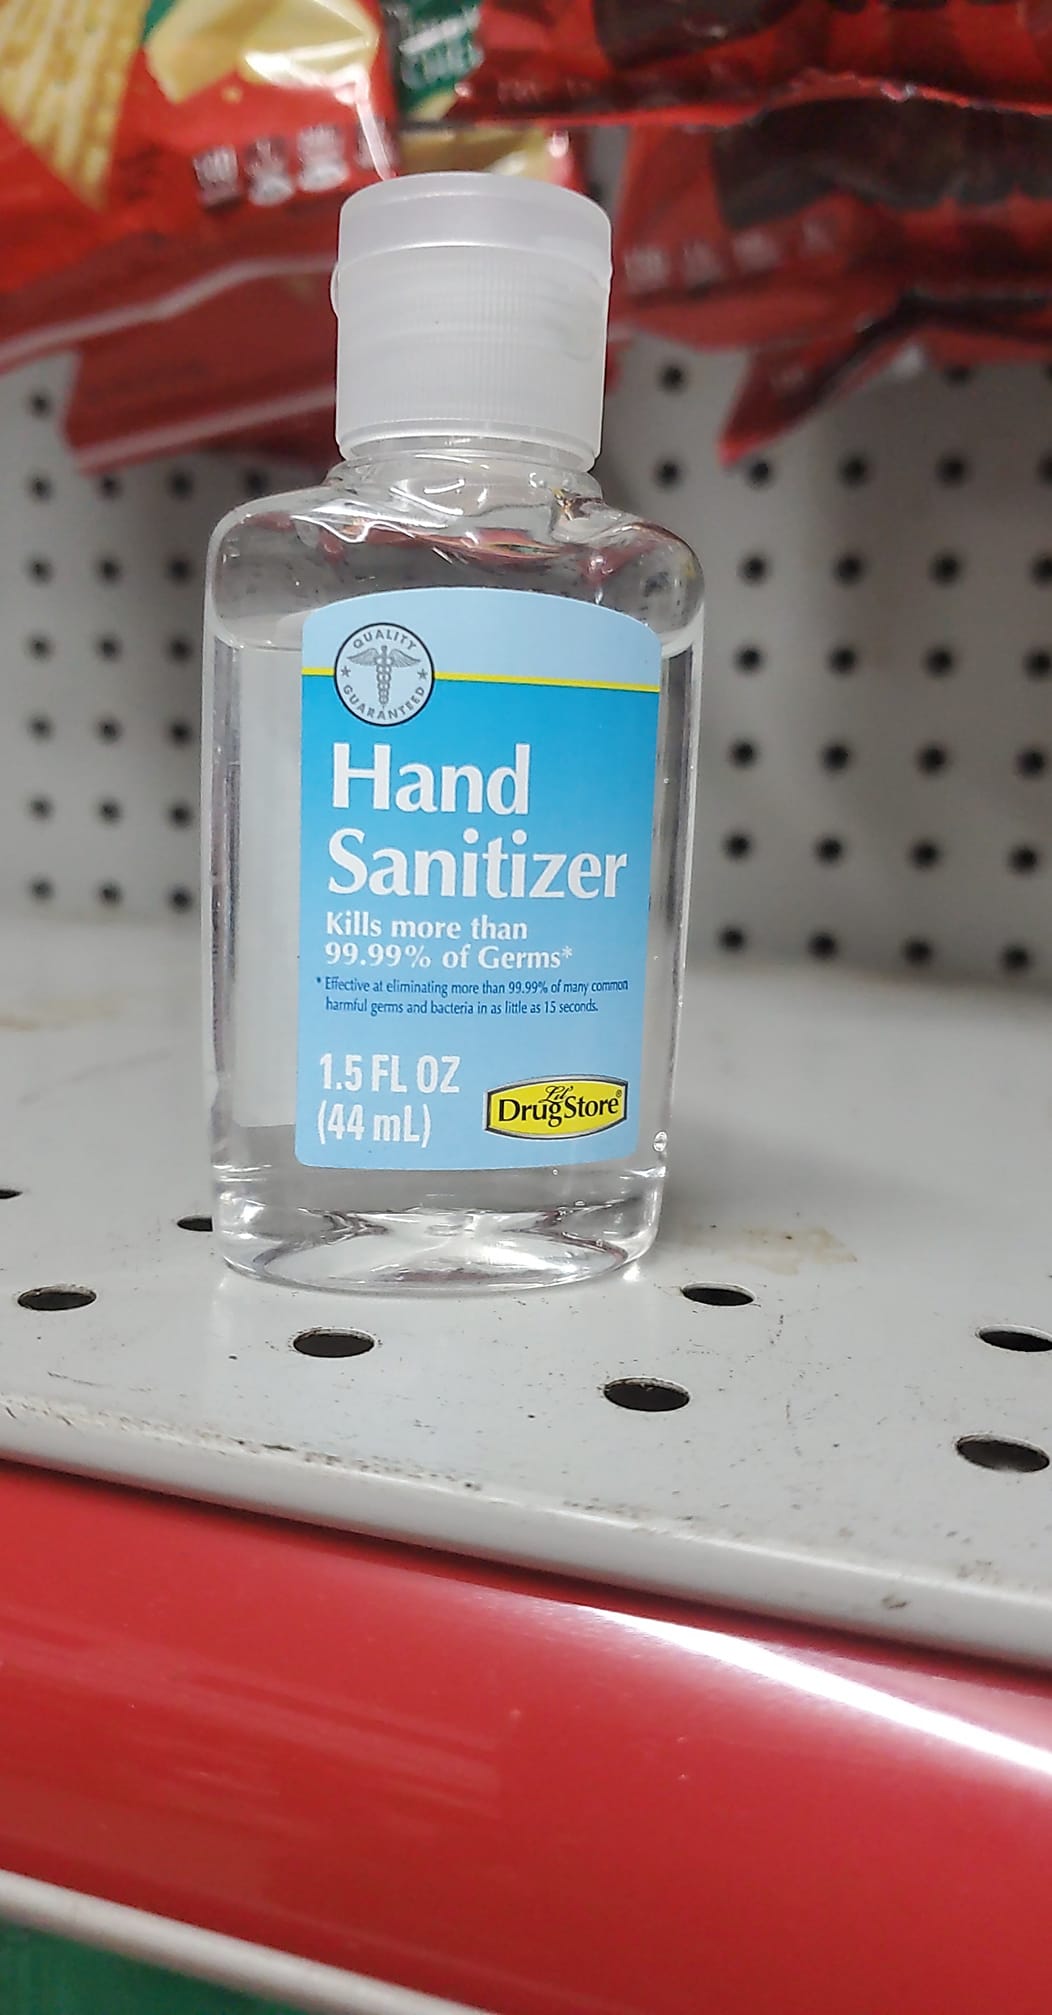 QUALITY
GUARANTEED
Hand
Sanitizer
Kills more than
99.99% of Germs*
* Effective at eliminating more than 99.99% of many common
harmful germs and bacteria in as little as 15 seconds.
1.5 FL OZ
(44 mL)
Lil'
DrugStore®